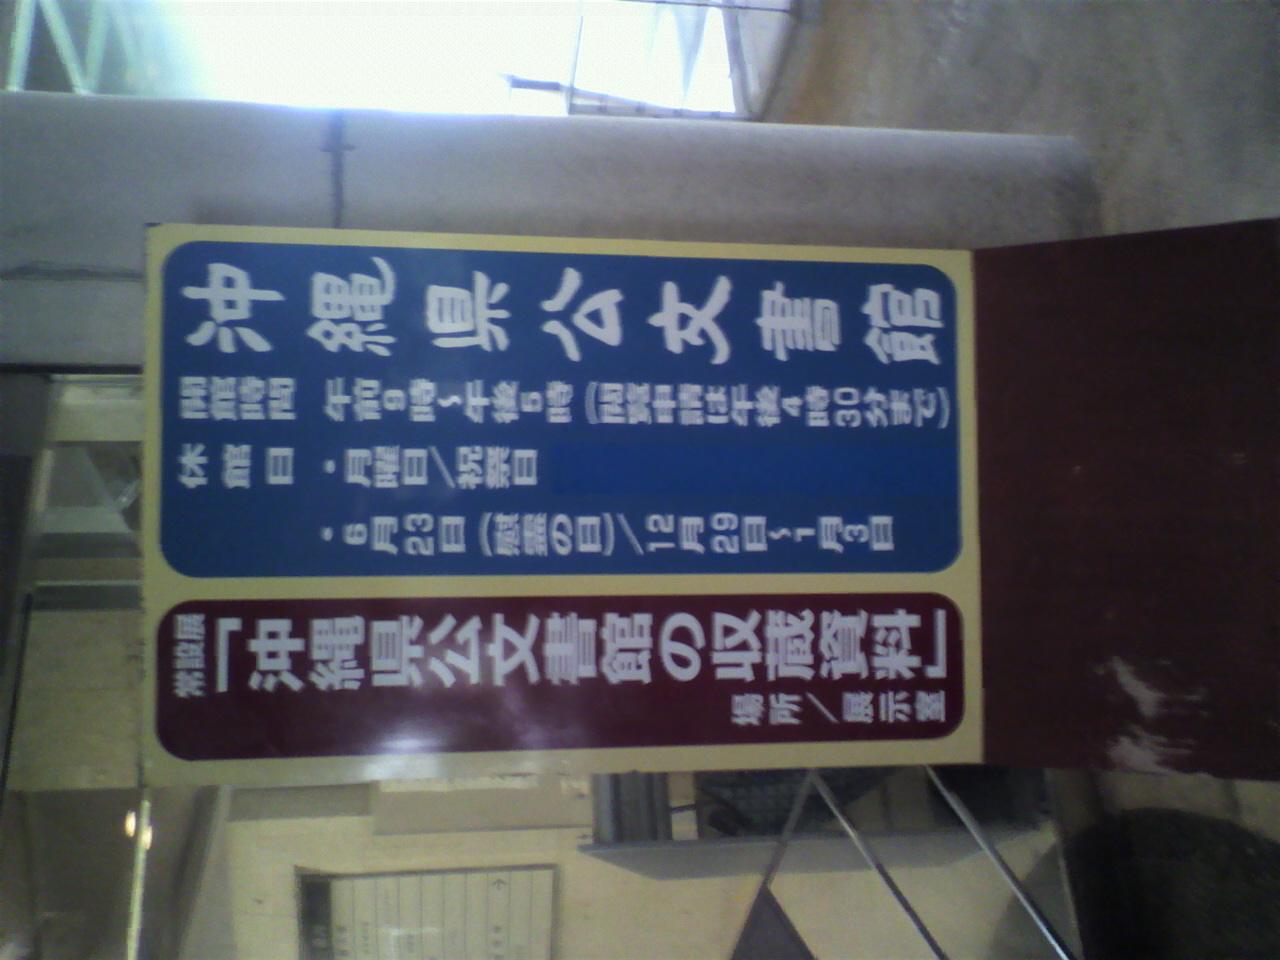 沖縄県公文書館
開館時間 午前9時~午後5時(閲覧申請は午後4時30分まで)
休館日 ・月曜日/祝祭日
・6月23日(慰霊の日)/12月29日~1月3日
常設展
「沖縄県公文書館の収蔵資料」
場所/展示室